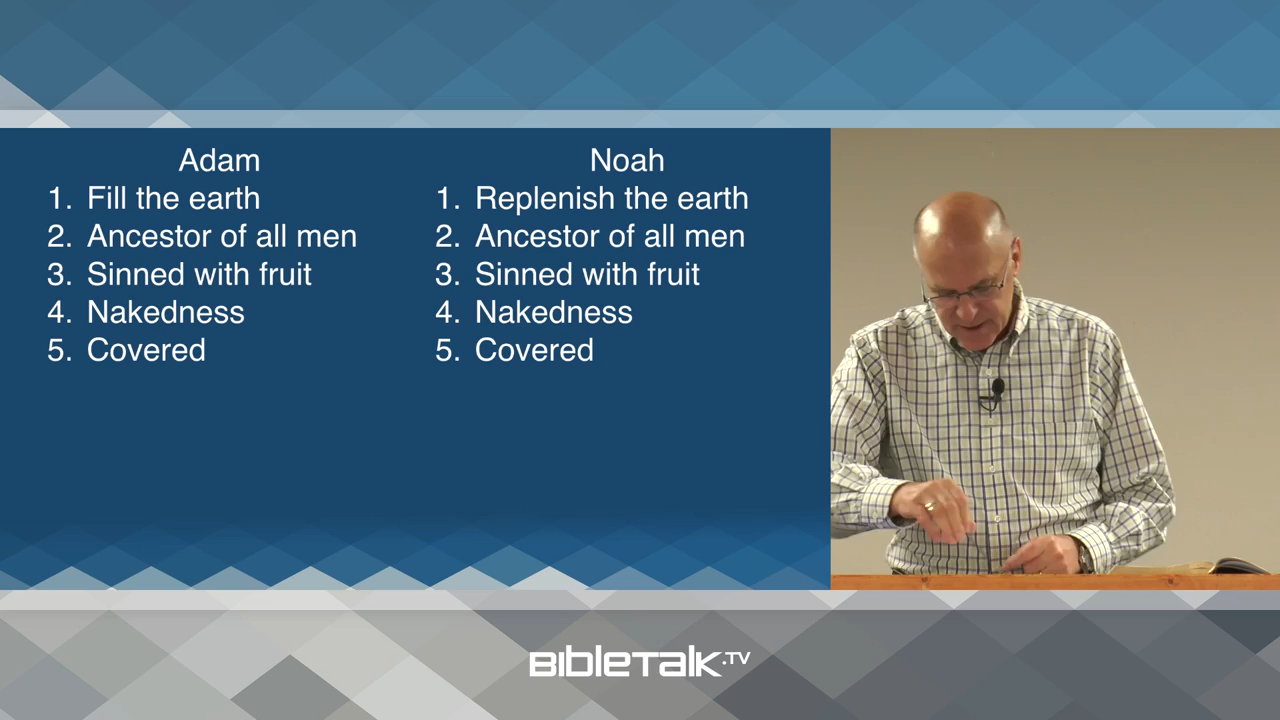 Adam
1. Fill the earth
2. Ancestor of all men
3. Sinned with fruit
4. Nakedness
5. Covered
Noah
1. Replenish the earth
2. Ancestor of all men
3. Sinned with fruit
4. Nakedness
5. Covered
BIBLETALK.TV